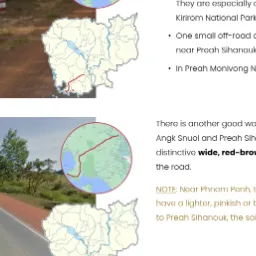 They are especially
Kirirom National Park
• One small off-road
near Preah Sihanouk
• In Preah Monivong N
There is another good wa
Angk Snuol and Preah Siha
distinctive wide, red-brow
the road.
NOTE: Near Phnom Penh, t
have a lighter, pinkish or b
to Preah Sihanouk, the soi